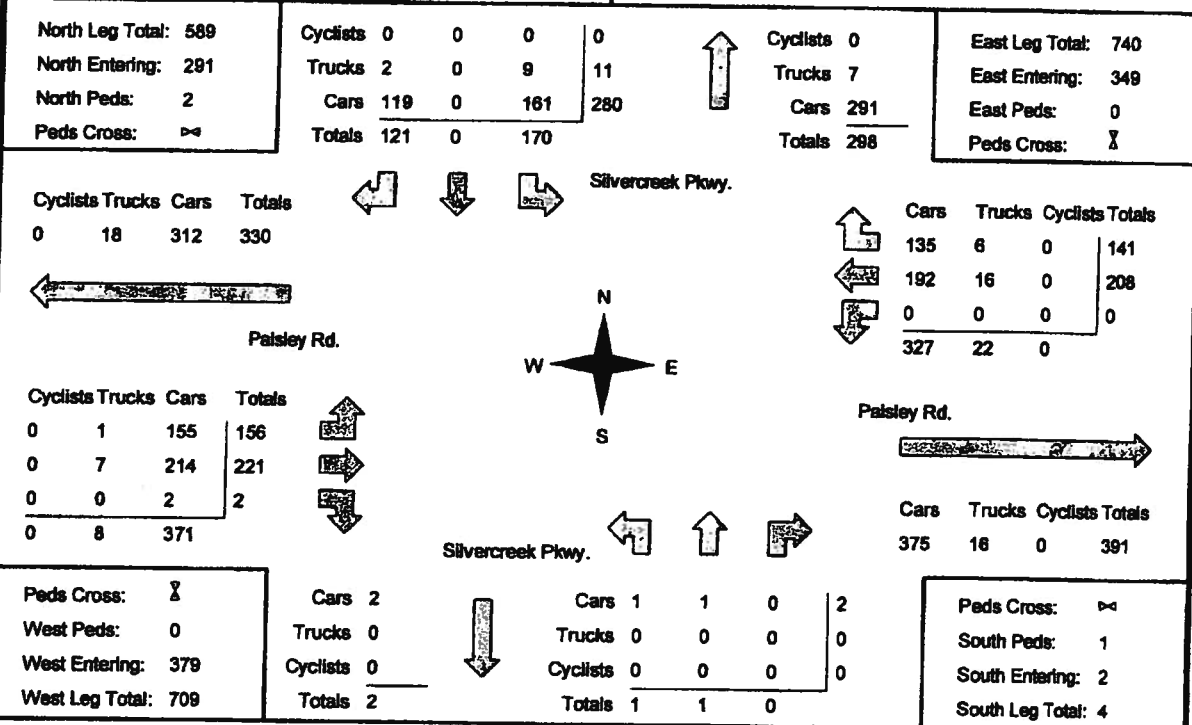 North Leg Total: 589
North Entering: 291
North Peds: 2
Peds Cross: ⋈
Cyclists 0 0 0 0
Trucks 2 0 9 11
Cars 119 0 161 280
Totals 121 0 170
Cyclists 0
Trucks 7
Cars 291
Totals 298
East Leg Total: 740
East Entering: 349
East Peds: 0
Peds Cross: ⧖
Silvercreek Pkwy.
Cyclists Trucks Cars Totals
0 18 312 330
Cars Trucks Cyclists Totals
135 6 0 141
192 16 0 208
0 0 0 0
327 22 0
Paisley Rd.
N
W E
S
Cyclists Trucks Cars Totals
0 1 155 156
0 7 214 221
0 0 2 2
0 8 371
Paisley Rd.
Cars Trucks Cyclists Totals
375 16 0 391
Silvercreek Pkwy.
Peds Cross: ⧖
West Peds: 0
West Entering: 379
West Leg Total: 709
Cars 2
Trucks 0
Cyclists 0
Totals 2
Cars 1 1 0 2
Trucks 0 0 0 0
Cyclists 0 0 0 0
Totals 1 1 0
Peds Cross: ⋈
South Peds: 1
South Entering: 2
South Leg Total: 4